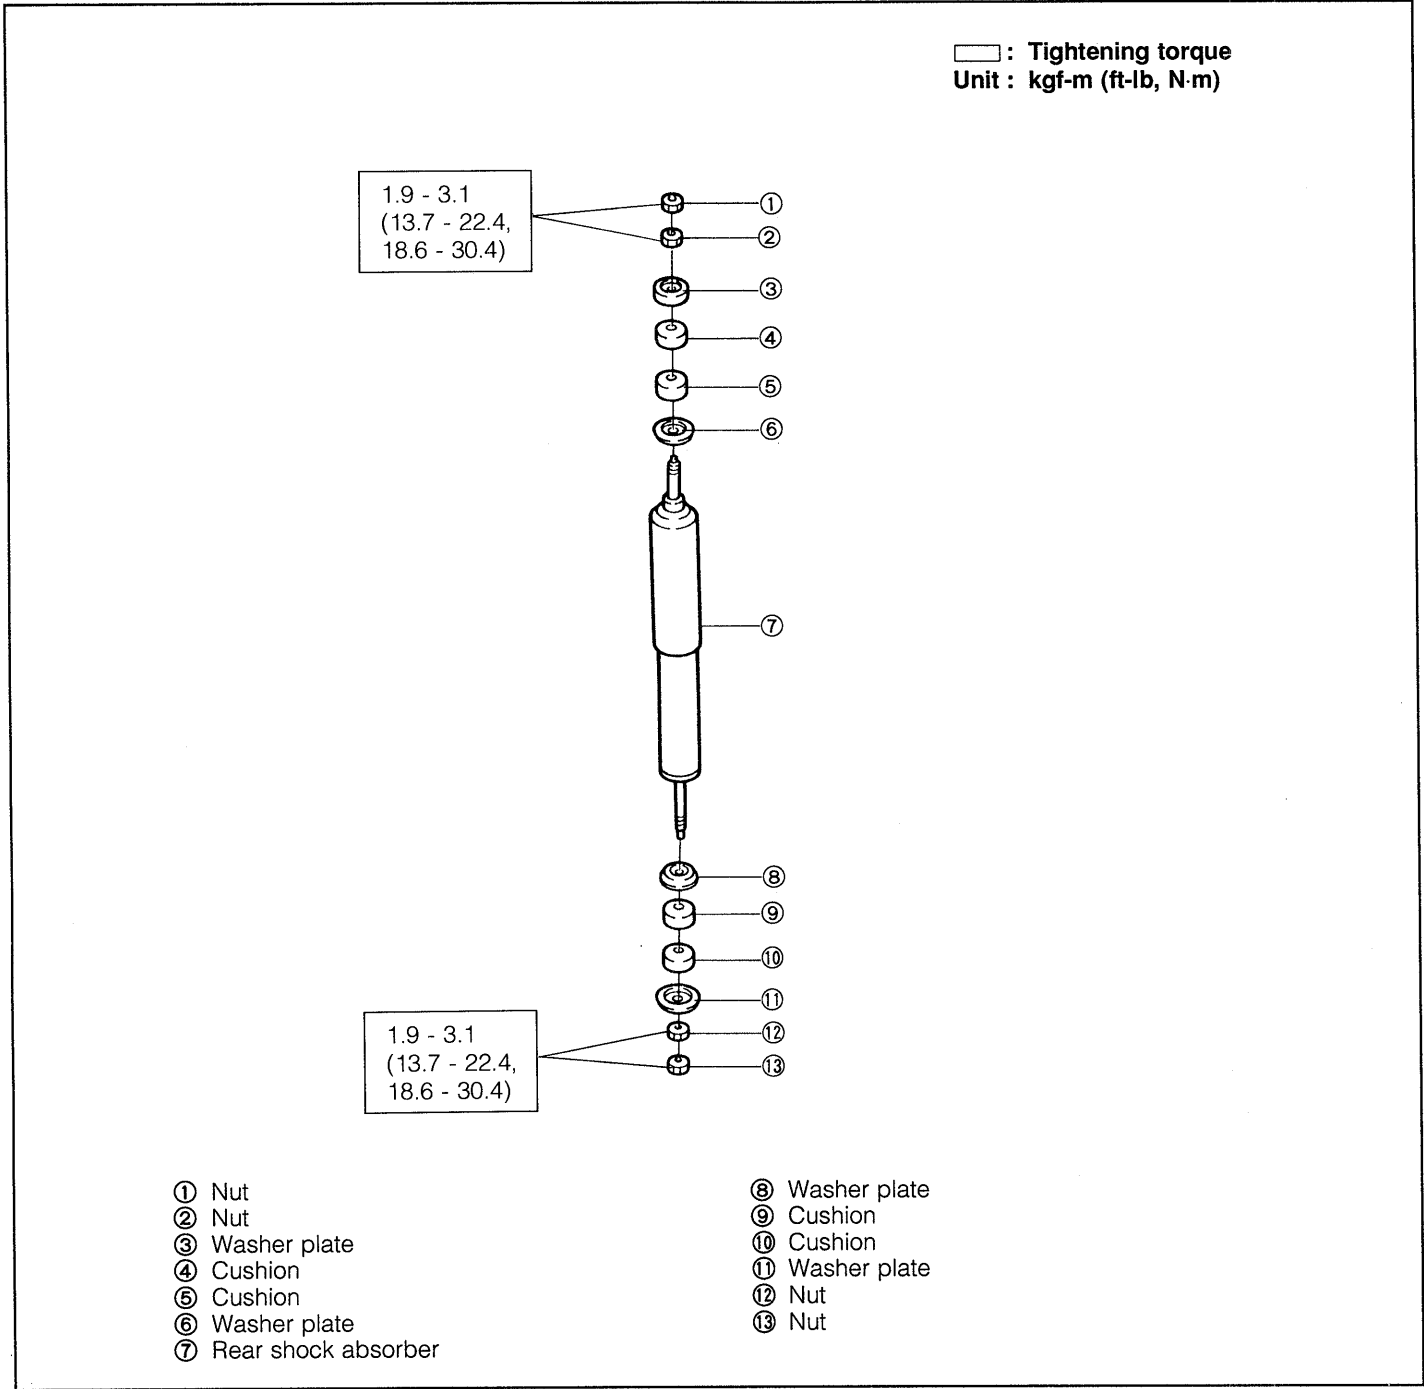 : Tightening torque
Unit : kgf-m (ft-lb, N·m)
1.9 - 3.1
(13.7 - 22.4,
18.6 - 30.4)
①
②
③
④
⑤
⑥
⑦
⑧
⑨
⑩
⑪
⑫
⑬
1.9 - 3.1
(13.7 - 22.4,
18.6 - 30.4)
① Nut
② Nut
③ Washer plate
④ Cushion
⑤ Cushion
⑥ Washer plate
⑦ Rear shock absorber
⑧ Washer plate
⑨ Cushion
⑩ Cushion
⑪ Washer plate
⑫ Nut
⑬ Nut